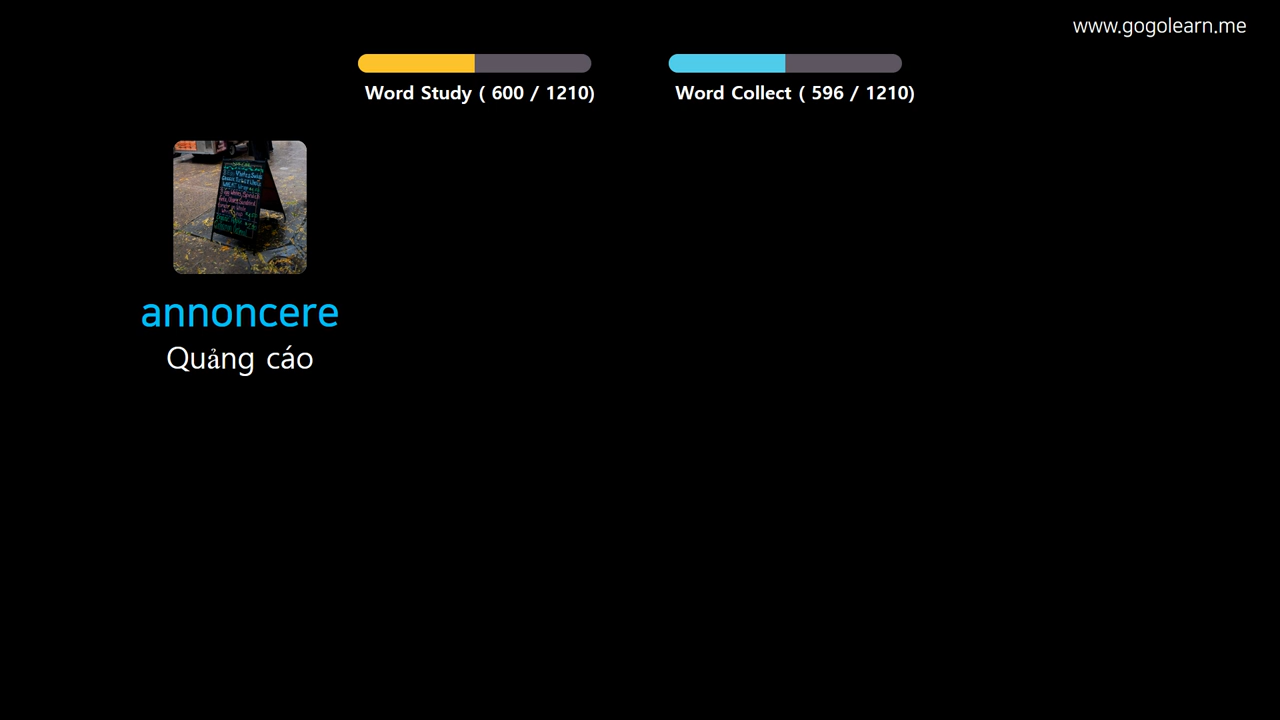 www.gogolearn.me
Word Study ( 600 / 1210)
Word Collect ( 596 / 1210)
annoncere
Quảng cáo